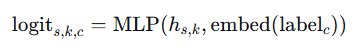 logit_{s,k,c} = MLP(h_{s,k}, embed(label_c))